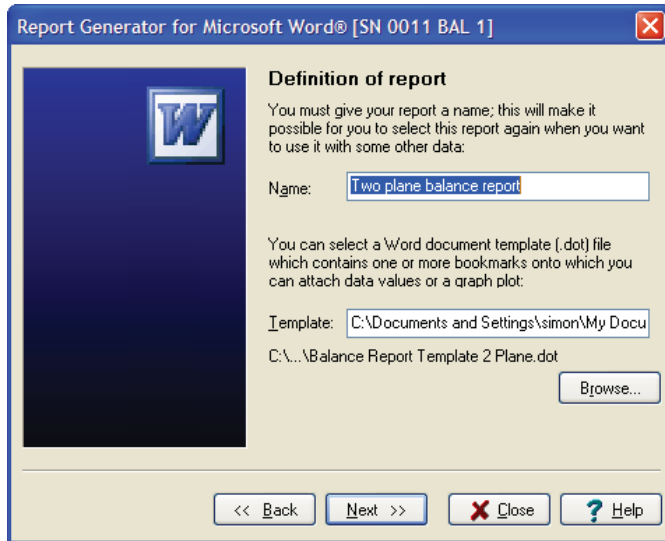 Report Generator for Microsoft Word® [SN 0011 BAL 1]
W
Definition of report
You must give your report a name; this will make it
possible for you to select this report again when you want
to use it with some other data:
Name: Two plane balance report
You can select a Word document template (.dot) file
which contains one or more bookmarks onto which you
can attach data values or a graph plot:
Template: C:\Documents and Settings\simon\My Docu
C:\...\Balance Report Template 2 Plane.dot
Browse...
<< Back Next >> Close ? Help